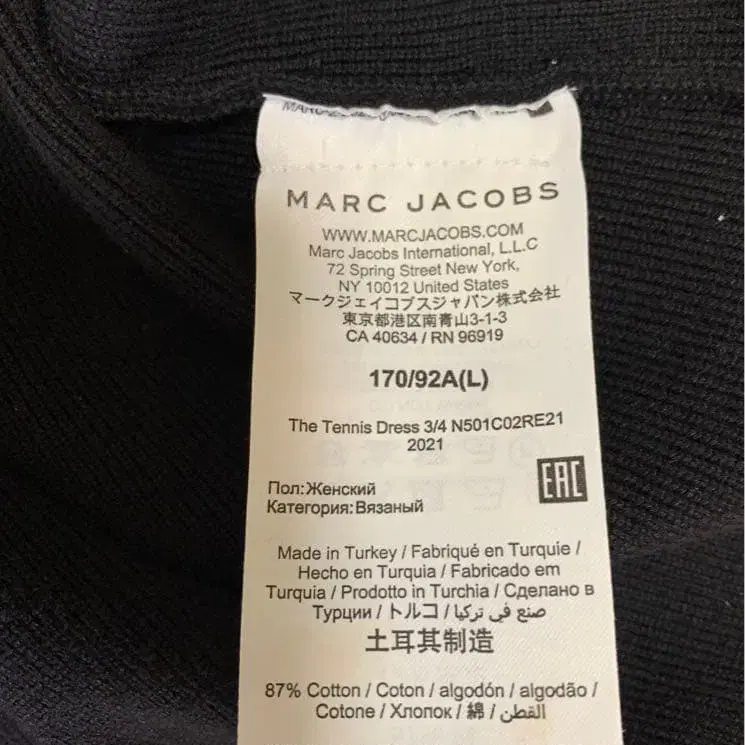 MARC JACOBS
WWW.MARCJACOBS.COM
Marc Jacobs International, L.L.C
72 Spring Street New York,
NY 10012 United States
マークジェイコブスジャパン株式会社
東京都港区南青山3-1-3
CA 40634 / RN 96919
170/92A(L)
The Tennis Dress 3/4 N501C02RE21
2021
EAC
Пол:Женский
Категория:Вязаный
Made in Turkey / Fabriqué en Turquie /
Hecho en Turquia / Fabricado em
Turquia / Prodotto in Turchia / Сделано в
Турции / トルコ / صنع في تركيا
土耳其制造
87% Cotton / Coton / algodón / algodão /
Cotone / Хлопок / 綿 / القطن